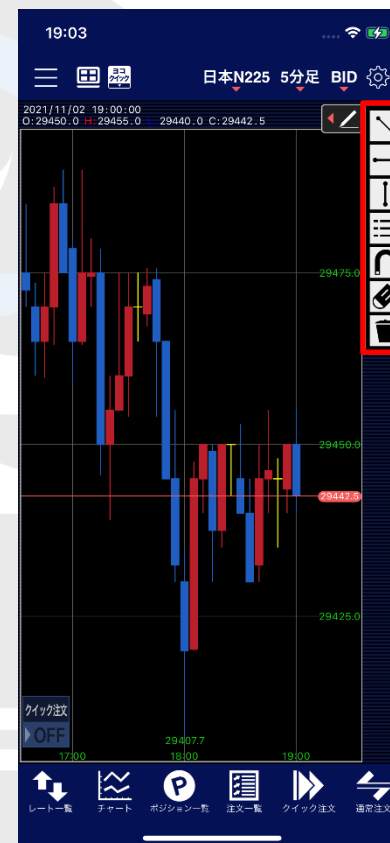 19:03
ヨコ
クイック
日本N225 5分足 BID
2021/11/02 19:00:00
O:29450.0 H:29455.0 L:29440.0 C:29442.5
29475.0
29450.0
29442.5
29425.0
クイック注文
OFF
29407.7
17:00 18:00 19:00
P
レート一覧 チャート ポジション一覧 注文一覧 クイック注文 通常注文